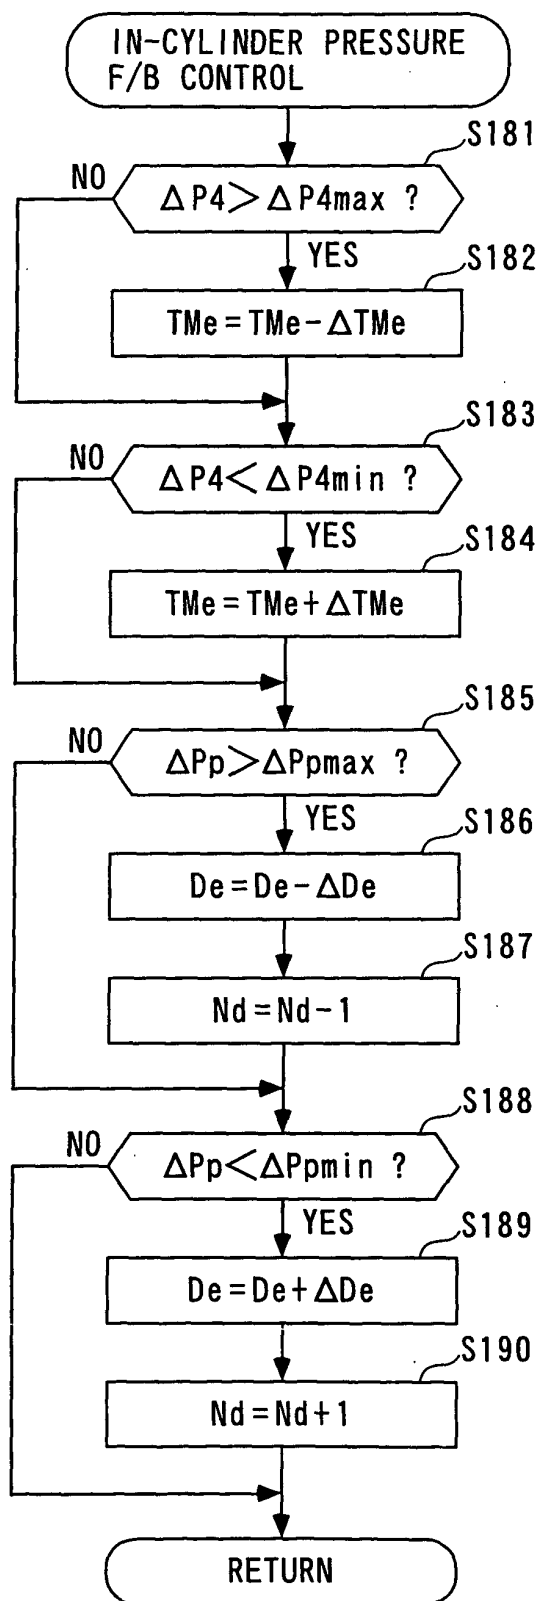 IN-CYLINDER PRESSURE
F/B CONTROL
S181
NO
ΔP4>ΔP4max ?
YES
S182
TMe=TMe-ΔTMe
S183
NO
ΔP4<ΔP4min ?
YES
S184
TMe=TMe+ΔTMe
S185
NO
ΔPp>ΔPpmax ?
YES
S186
De=De-ΔDe
S187
Nd=Nd-1
S188
NO
ΔPp<ΔPpmin ?
YES
S189
De=De+ΔDe
S190
Nd=Nd+1
RETURN